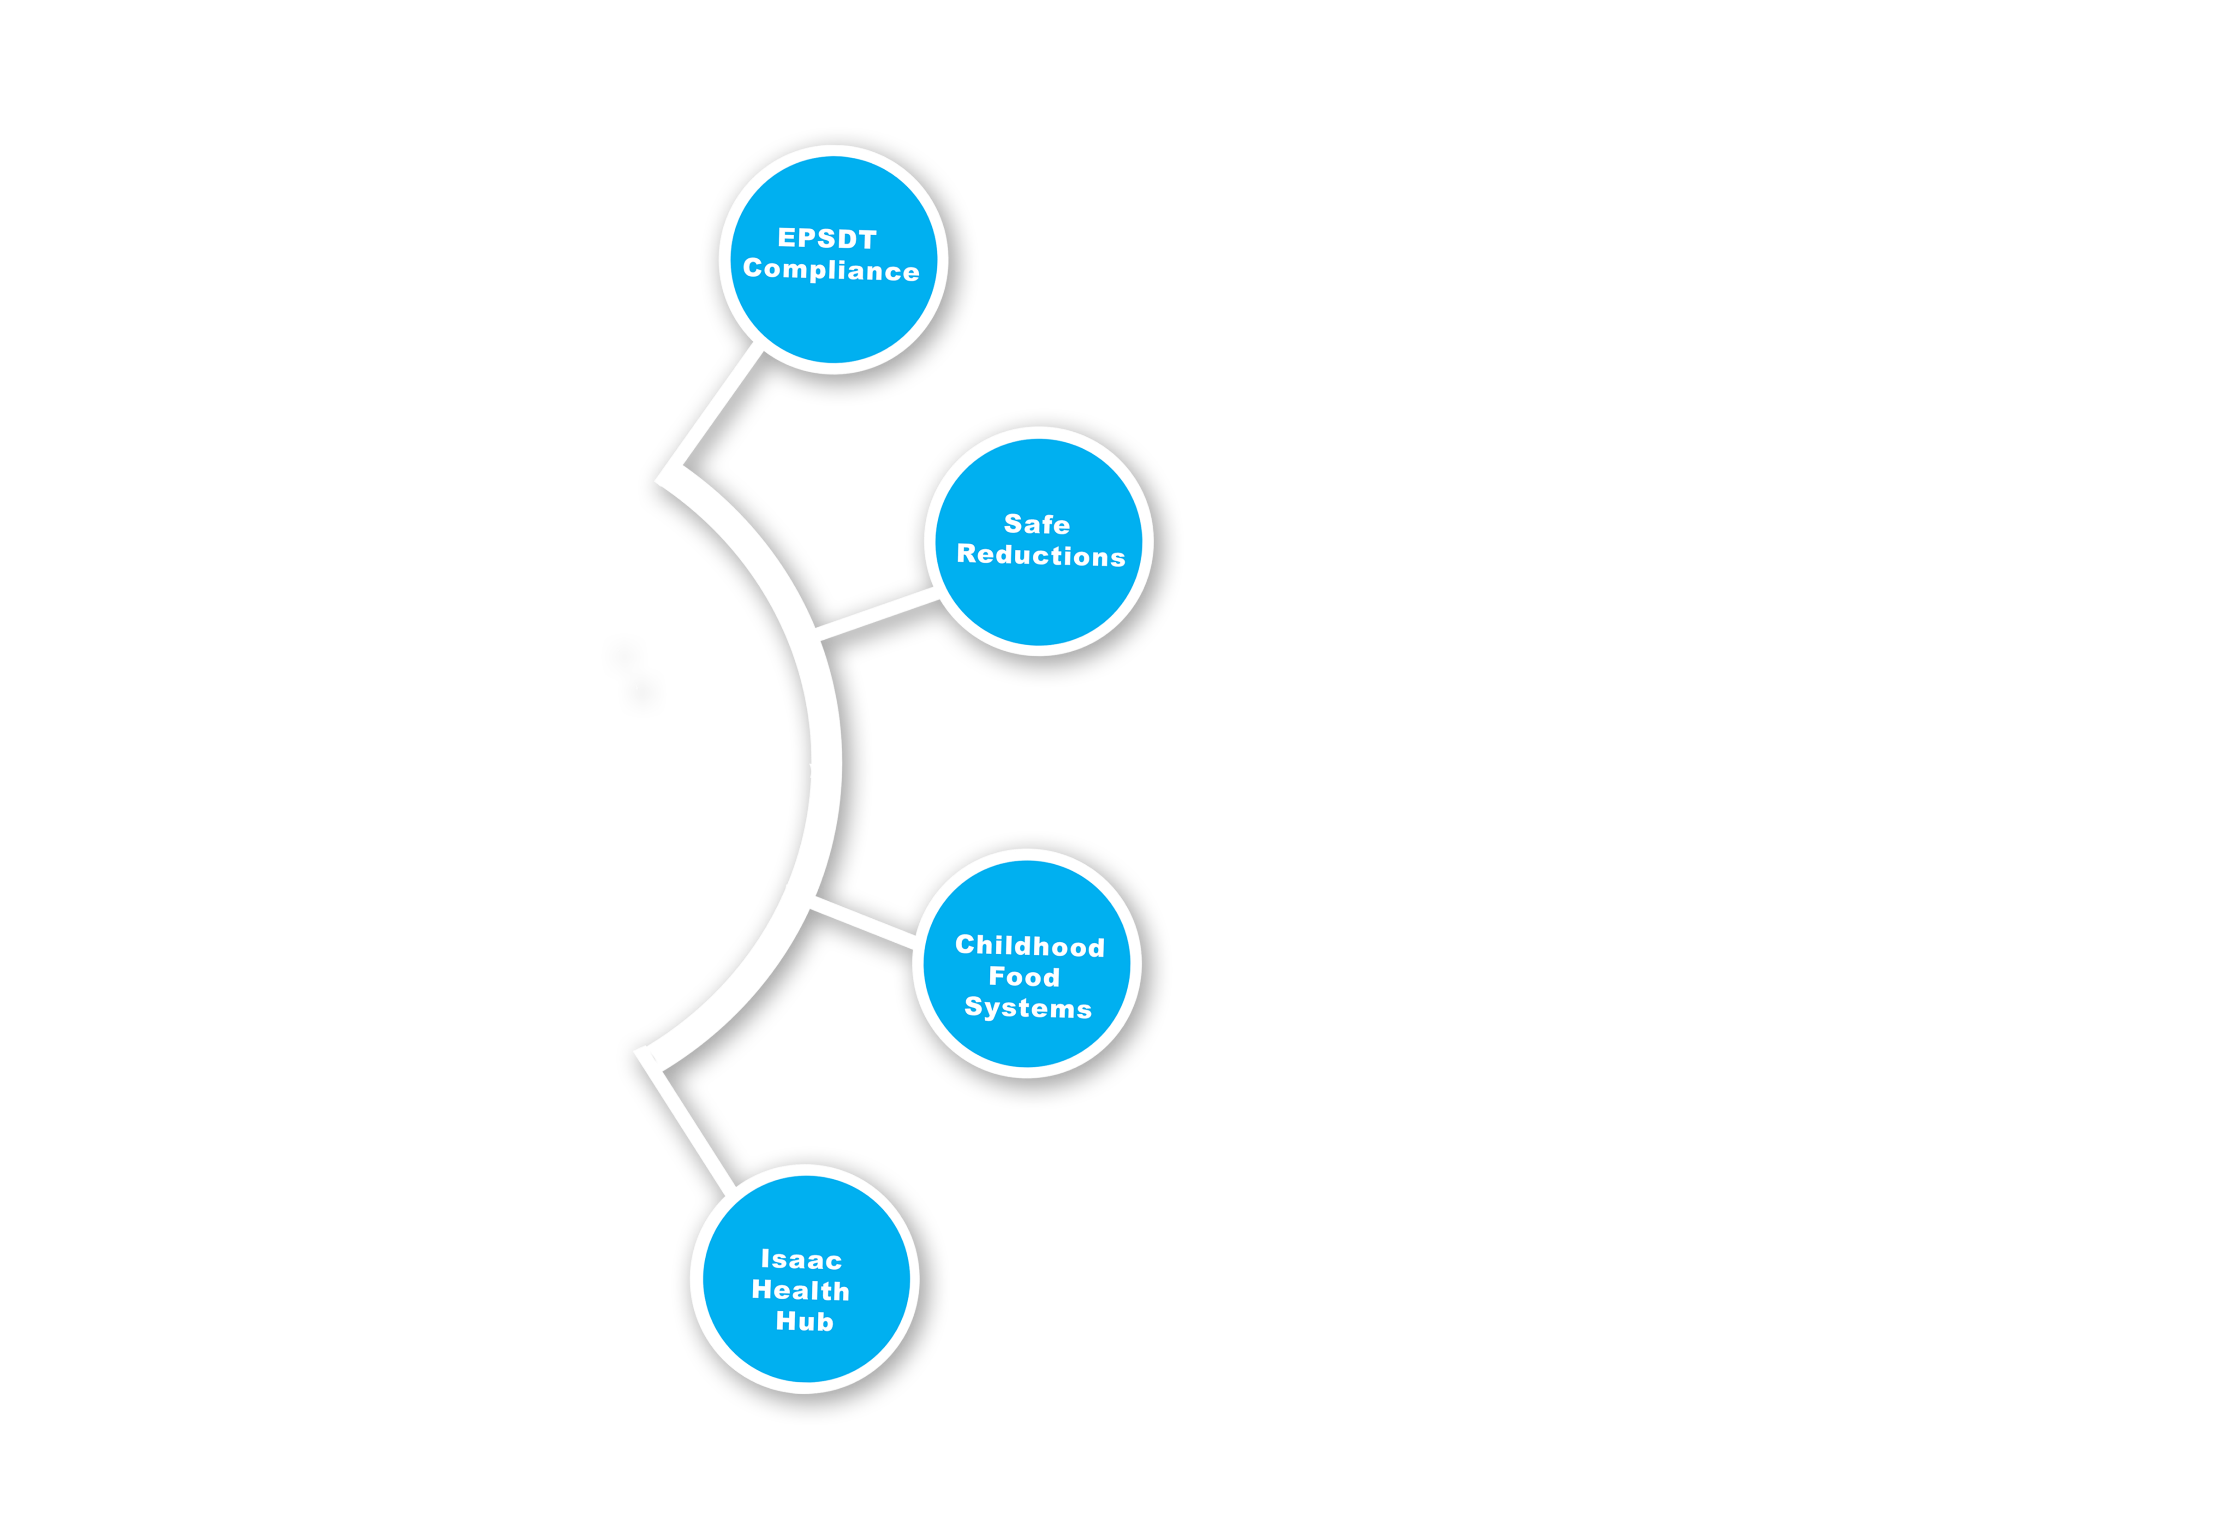 EPSDT
Compliance
Safe
Reductions
Childhood
Food
Systems
Isaac
Health
Hub